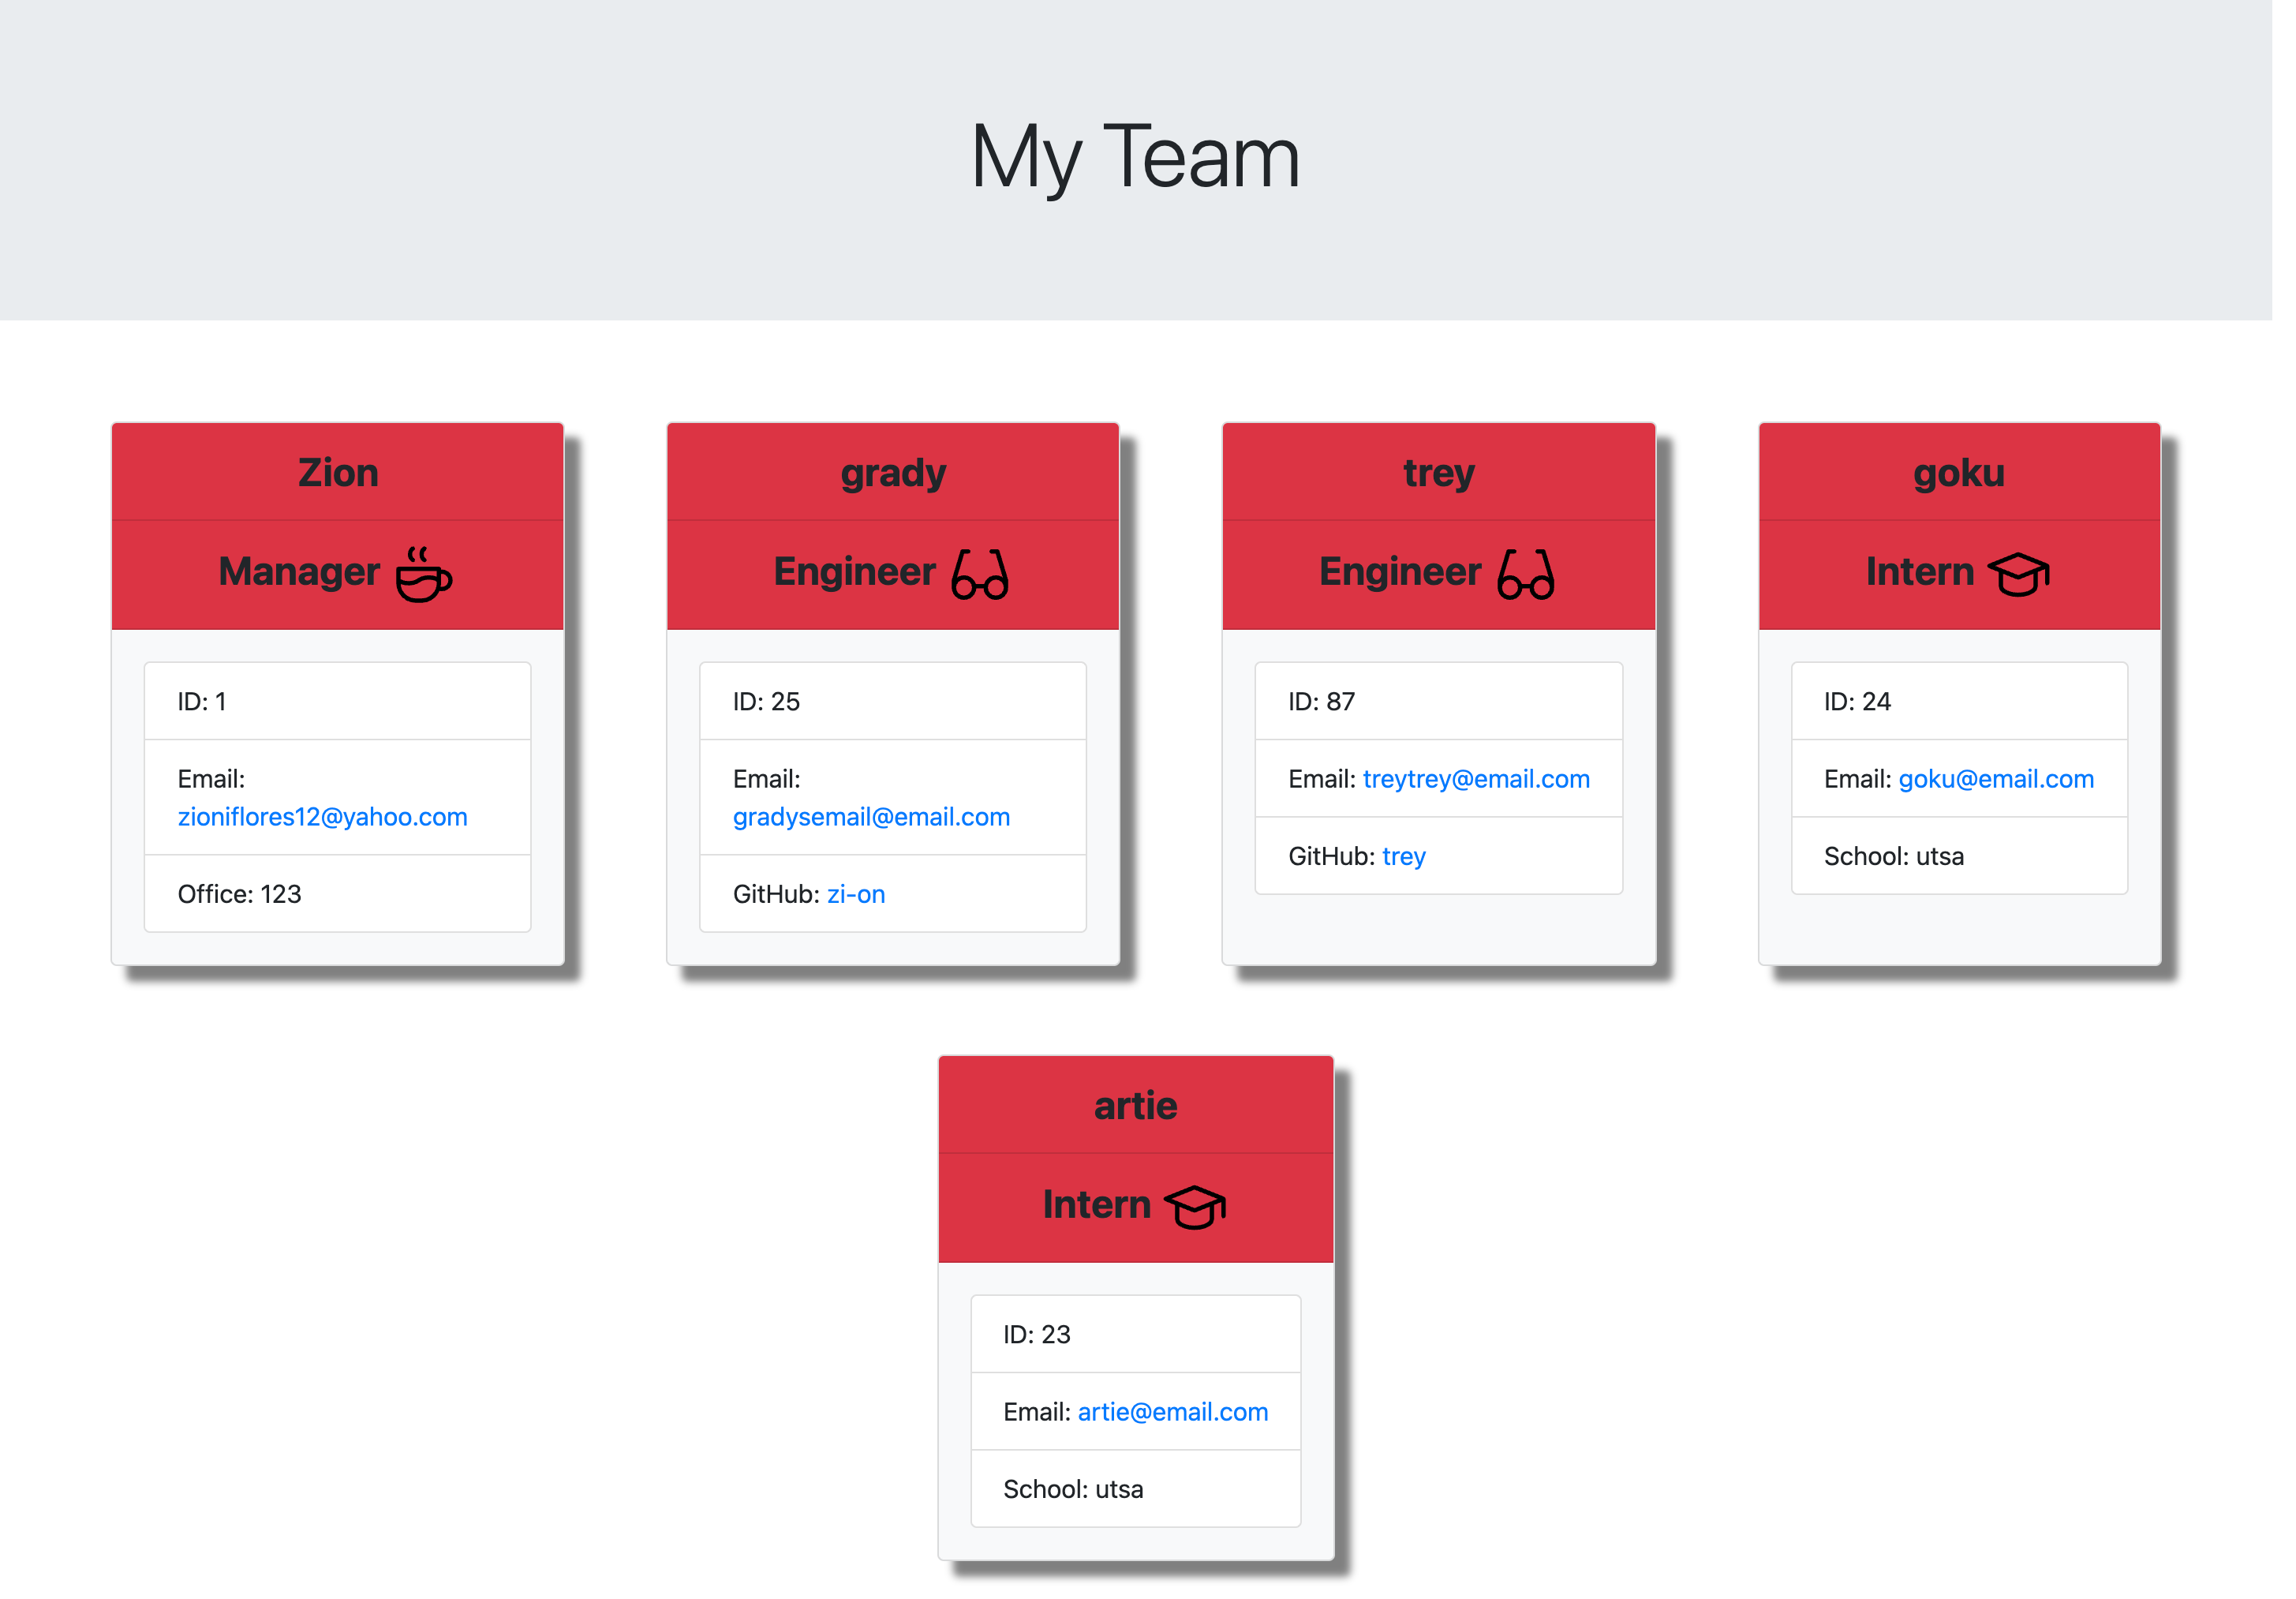 My Team
Zion
Manager
ID: 1
Email:
zioniflores12@yahoo.com
Office: 123
grady
Engineer
ID: 25
Email:
gradysemail@email.com
GitHub: zi-on
trey
Engineer
ID: 87
Email: treytrey@email.com
GitHub: trey
goku
Intern
ID: 24
Email: goku@email.com
School: utsa
artie
Intern
ID: 23
Email: artie@email.com
School: utsa